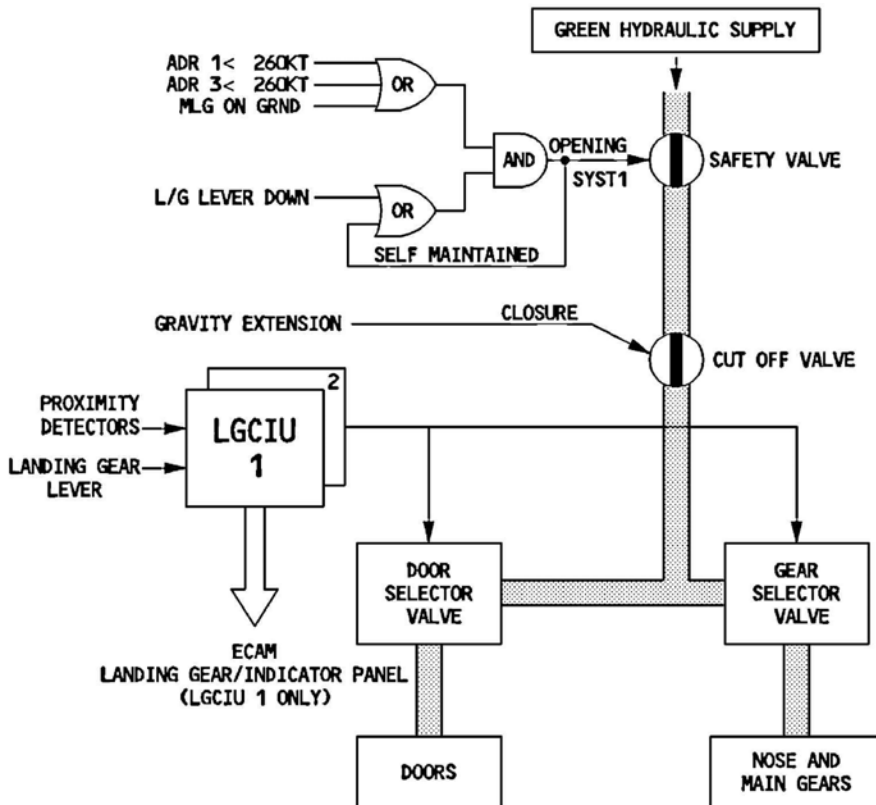 GREEN HYDRAULIC SUPPLY
ADR 1< 260KT
ADR 3< 260KT
MLG ON GRND
OR
AND
OPENING
SYST1
SAFETY VALVE
L/G LEVER DOWN
OR
SELF MAINTAINED
GRAVITY EXTENSION
CLOSURE
CUT OFF VALVE
2
PROXIMITY
DETECTORS
LGCIU
1
LANDING GEAR
LEVER
DOOR
SELECTOR
VALVE
GEAR
SELECTOR
VALVE
ECAM
LANDING GEAR/INDICATOR PANEL
(LGCIU 1 ONLY)
DOORS
NOSE AND
MAIN GEARS